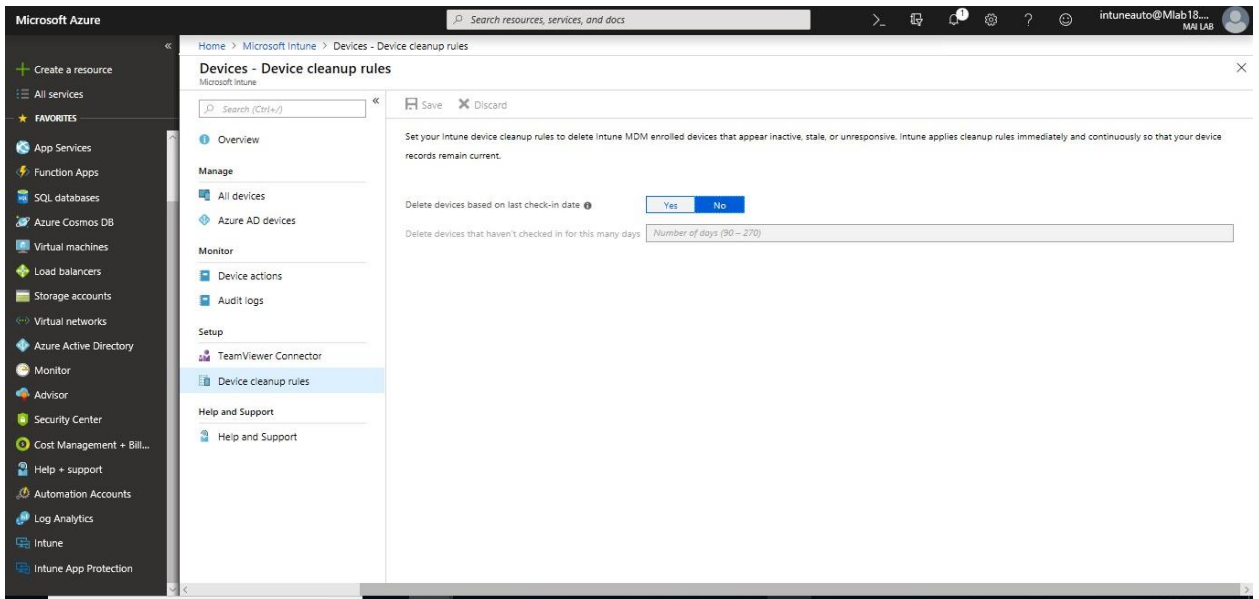 Microsoft Azure
Search resources, services, and docs
1
intuneauto@Mlab18....
MAI LAB
Create a resource
All services
FAVORITES
App Services
Function Apps
SQL databases
Azure Cosmos DB
Virtual machines
Load balancers
Storage accounts
Virtual networks
Azure Active Directory
Monitor
Advisor
Security Center
Cost Management + Bill...
Help + support
Automation Accounts
Log Analytics
Intune
Intune App Protection
Home > Microsoft Intune > Devices - Device cleanup rules
Devices - Device cleanup rules
Microsoft Intune
Search (Ctrl+/)
Overview
Manage
All devices
Azure AD devices
Monitor
Device actions
Audit logs
Setup
TeamViewer Connector
Device cleanup rules
Help and Support
Help and Support
Save Discard
Set your Intune device cleanup rules to delete Intune MDM enrolled devices that appear inactive, stale, or unresponsive. Intune applies cleanup rules immediately and continuously so that your device
records remain current.
Delete devices based on last check-in date Yes No
Delete devices that haven't checked in for this many days Number of days (90 – 270)